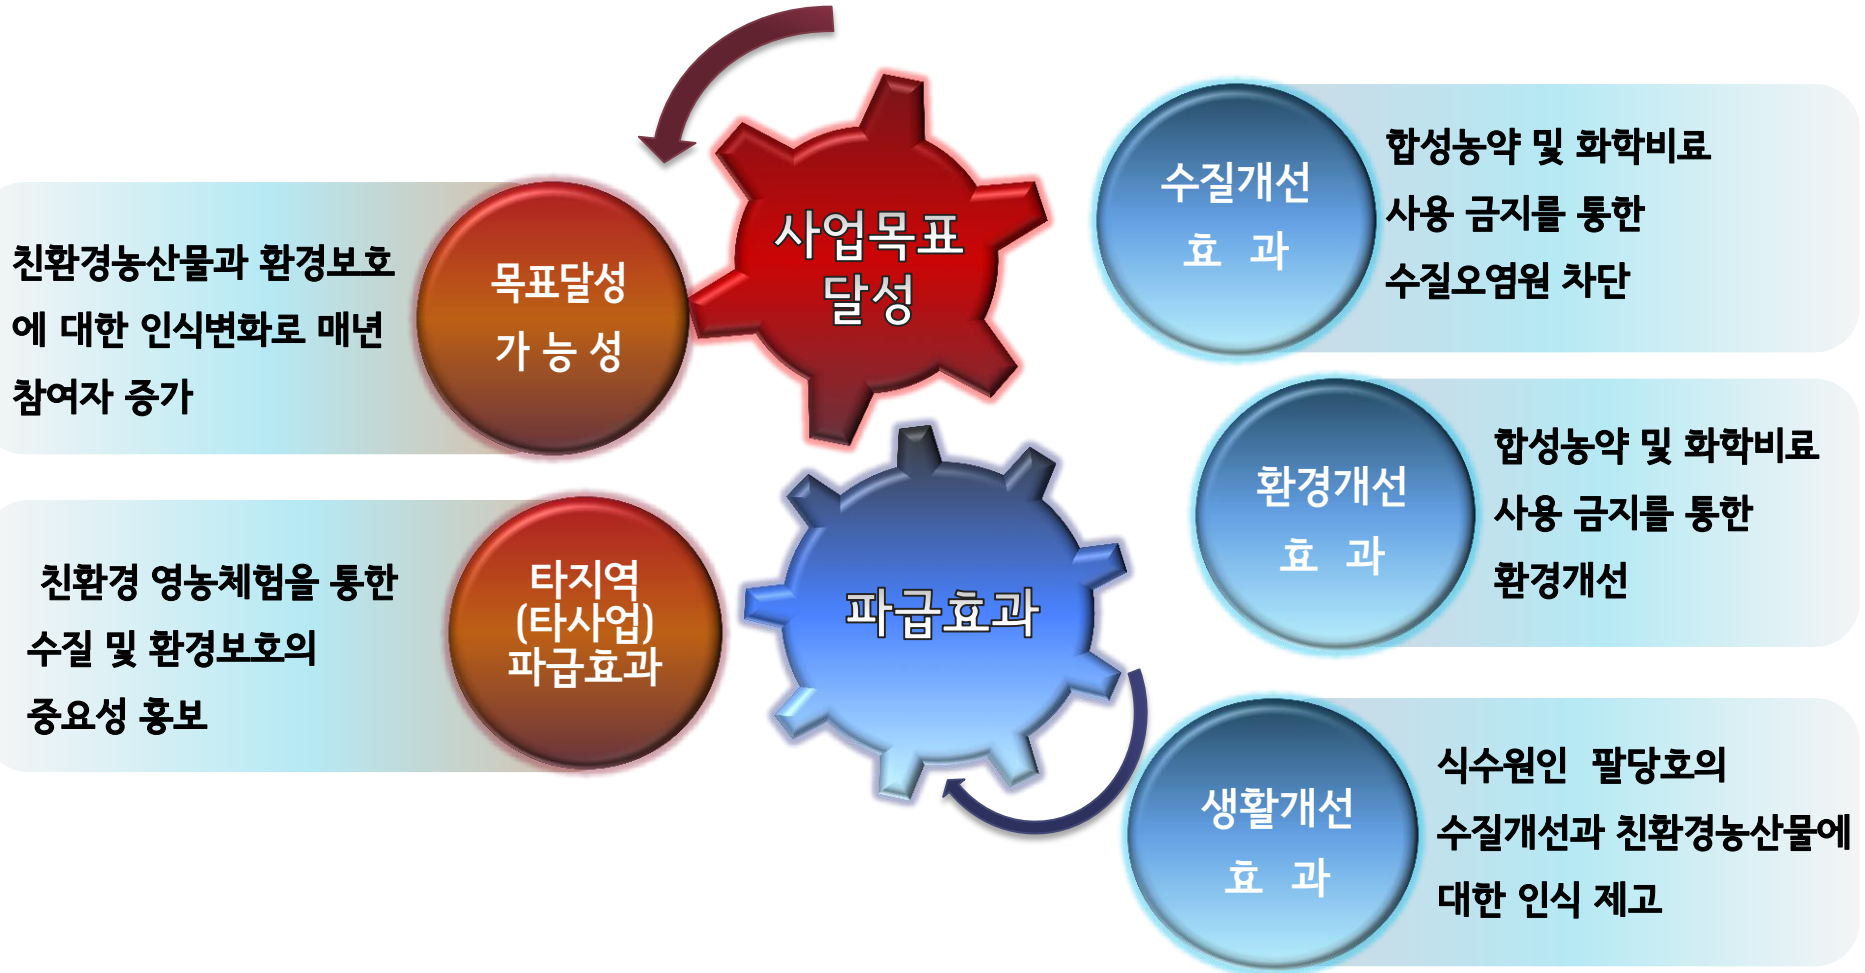 사업목표
달성
파급효과
목표달성
가 능 성
친환경농산물과 환경보호
에 대한 인식변화로 매년
참여자 증가
타지역
(타사업)
파급효과
친환경 영농체험을 통한
수질 및 환경보호의
중요성 홍보
수질개선
효 과
합성농약 및 화학비료
사용 금지를 통한
수질오염원 차단
환경개선
효 과
합성농약 및 화학비료
사용 금지를 통한
환경개선
생활개선
효 과
식수원인 팔당호의
수질개선과 친환경농산물에
대한 인식 제고